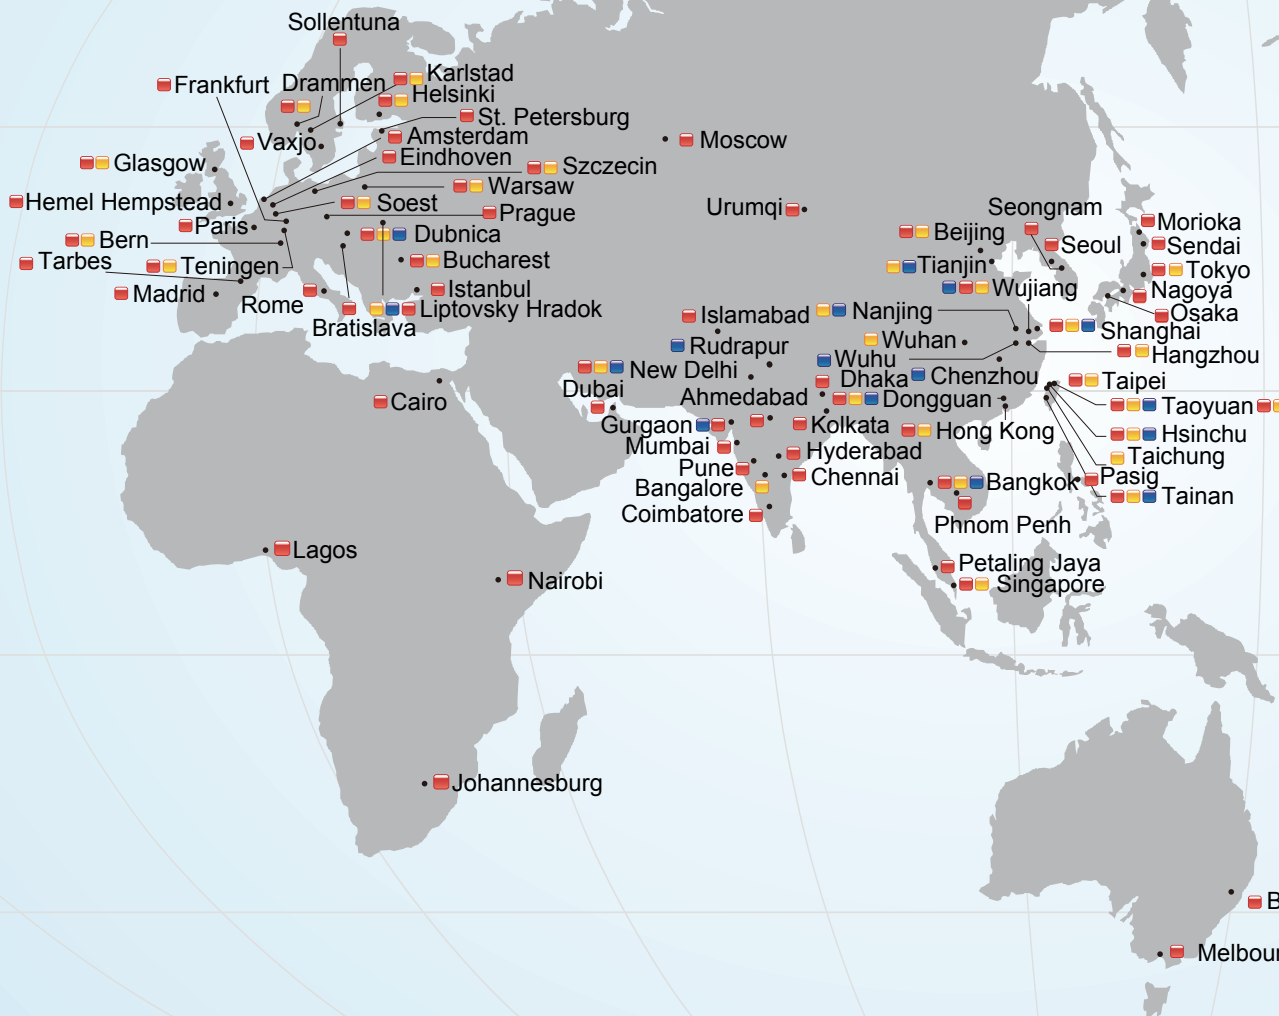 Sollentuna
Frankfurt
Drammen
Karlstad
Helsinki
St. Petersburg
Vaxjo
Amsterdam
Moscow
Eindhoven
Glasgow
Szczecin
Warsaw
Hemel Hempstead
Soest
Prague
Urumqi
Seongnam
Morioka
Paris
Bern
Dubnica
Beijing
Seoul
Sendai
Tarbes
Teningen
Bucharest
Tianjin
Tokyo
Madrid
Rome
Istanbul
Wujiang
Nagoya
Liptovsky Hradok
Bratislava
Islamabad
Nanjing
Osaka
Shanghai
Rudrapur
Wuhan
Hangzhou
Wuhu
New Delhi
Dhaka
Chenzhou
Taipei
Dubai
Ahmedabad
Dongguan
Cairo
Taoyuan
Gurgaon
Kolkata
Hong Kong
Hsinchu
Mumbai
Hyderabad
Taichung
Pune
Chennai
Bangkok
Pasig
Bangalore
Tainan
Coimbatore
Phnom Penh
Lagos
Petaling Jaya
Nairobi
Singapore
Johannesburg
B
Melbour